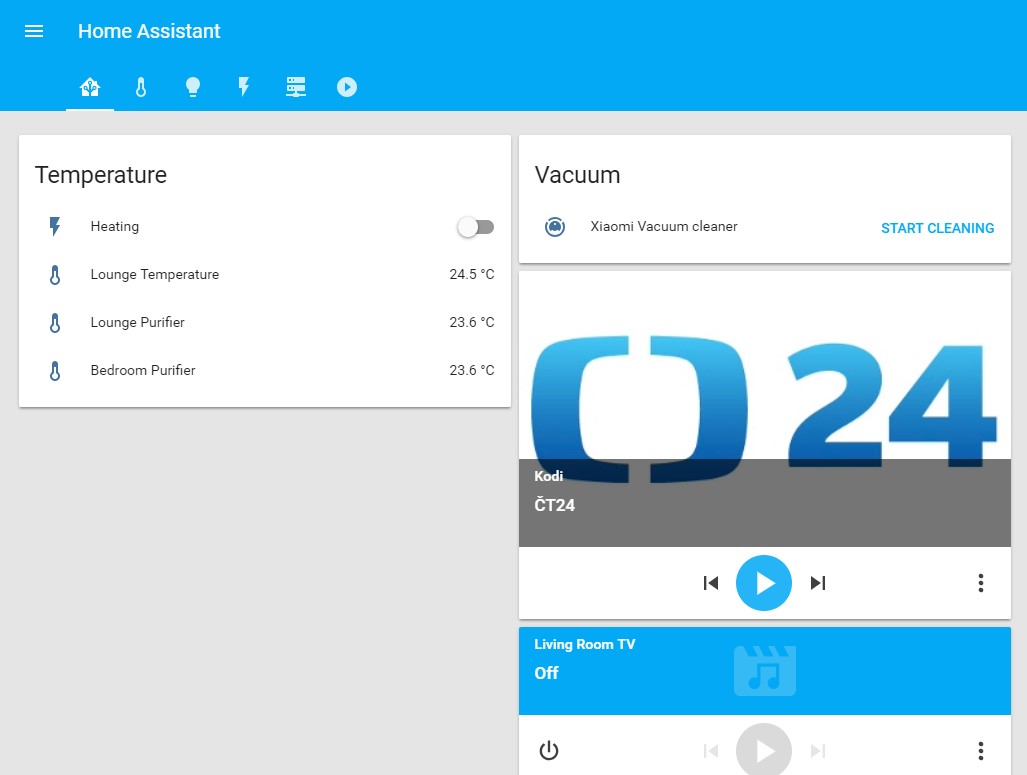 Home Assistant
Temperature
Heating
Lounge Temperature 24.5 °C
Lounge Purifier 23.6 °C
Bedroom Purifier 23.6 °C
Vacuum
Xiaomi Vacuum cleaner START CLEANING
24
Kodi
ČT24
Living Room TV
Off